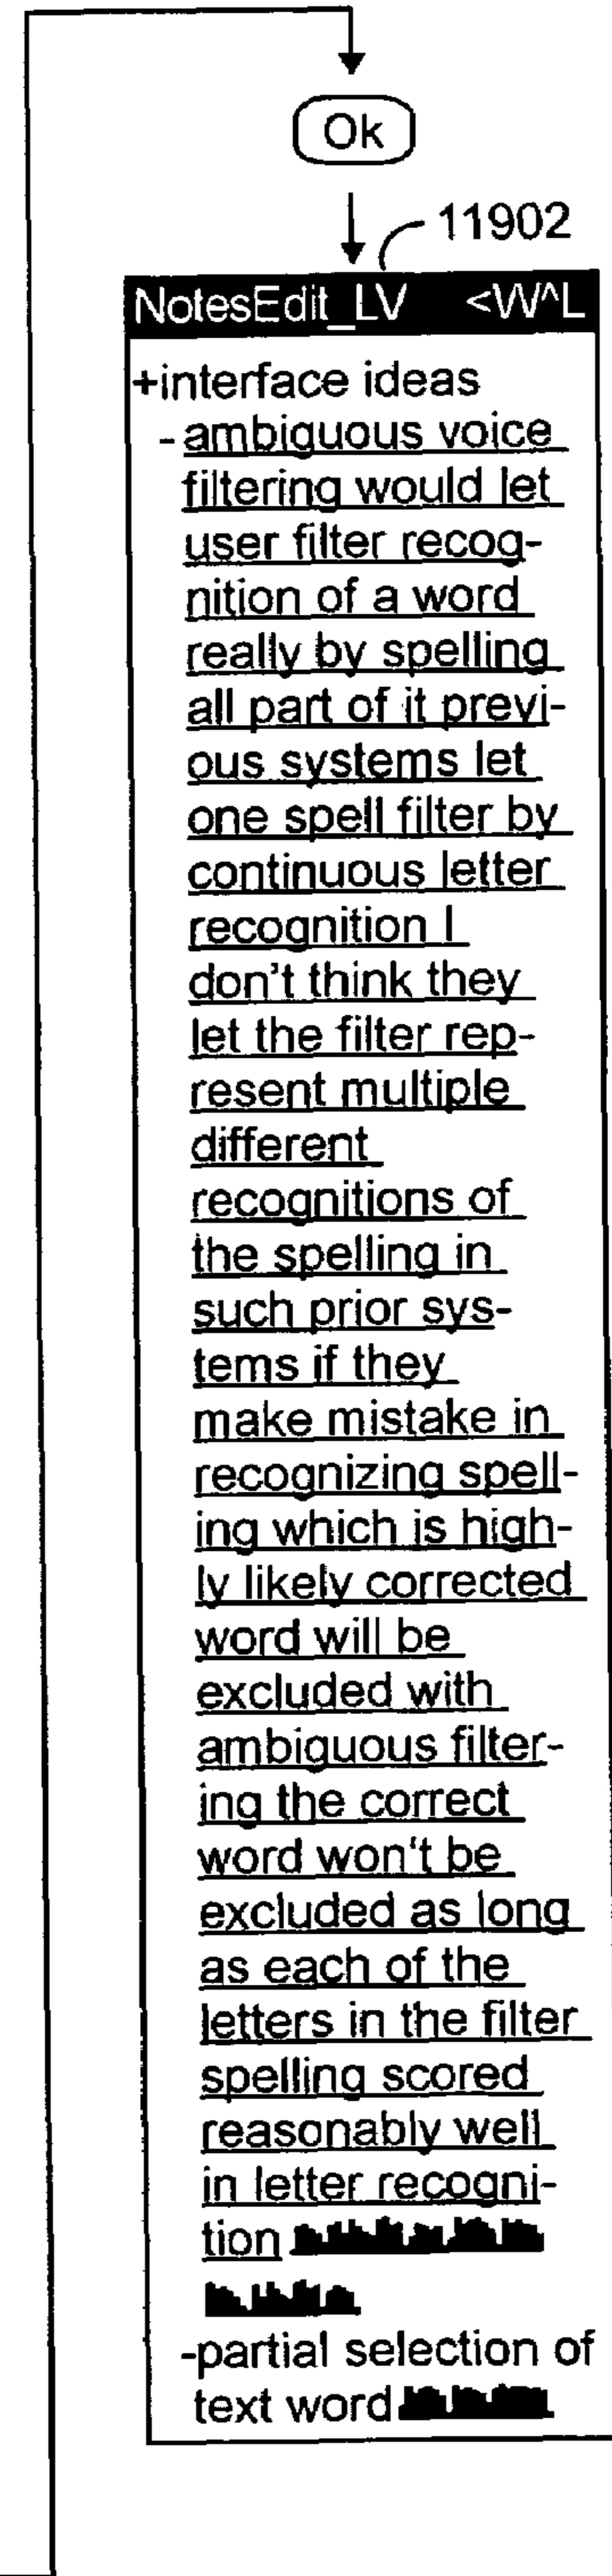 Ok
11902
NotesEdit_LV <W^L
+interface ideas
-ambiguous voice
filtering would let
user filter recog-
nition of a word
really by spelling
all part of it previ-
ous systems let
one spell filter by
continuous letter
recognition I
don't think they
let the filter rep-
resent multiple
different
recognitions of
the spelling in
such prior sys-
tems if they
make mistake in
recognizing spell-
ing which is high-
ly likely corrected
word will be
excluded with
ambiguous filter-
ing the correct
word won't be
excluded as long
as each of the
letters in the filter
spelling scored
reasonably well
in letter recogni-
tion
-partial selection of
text word